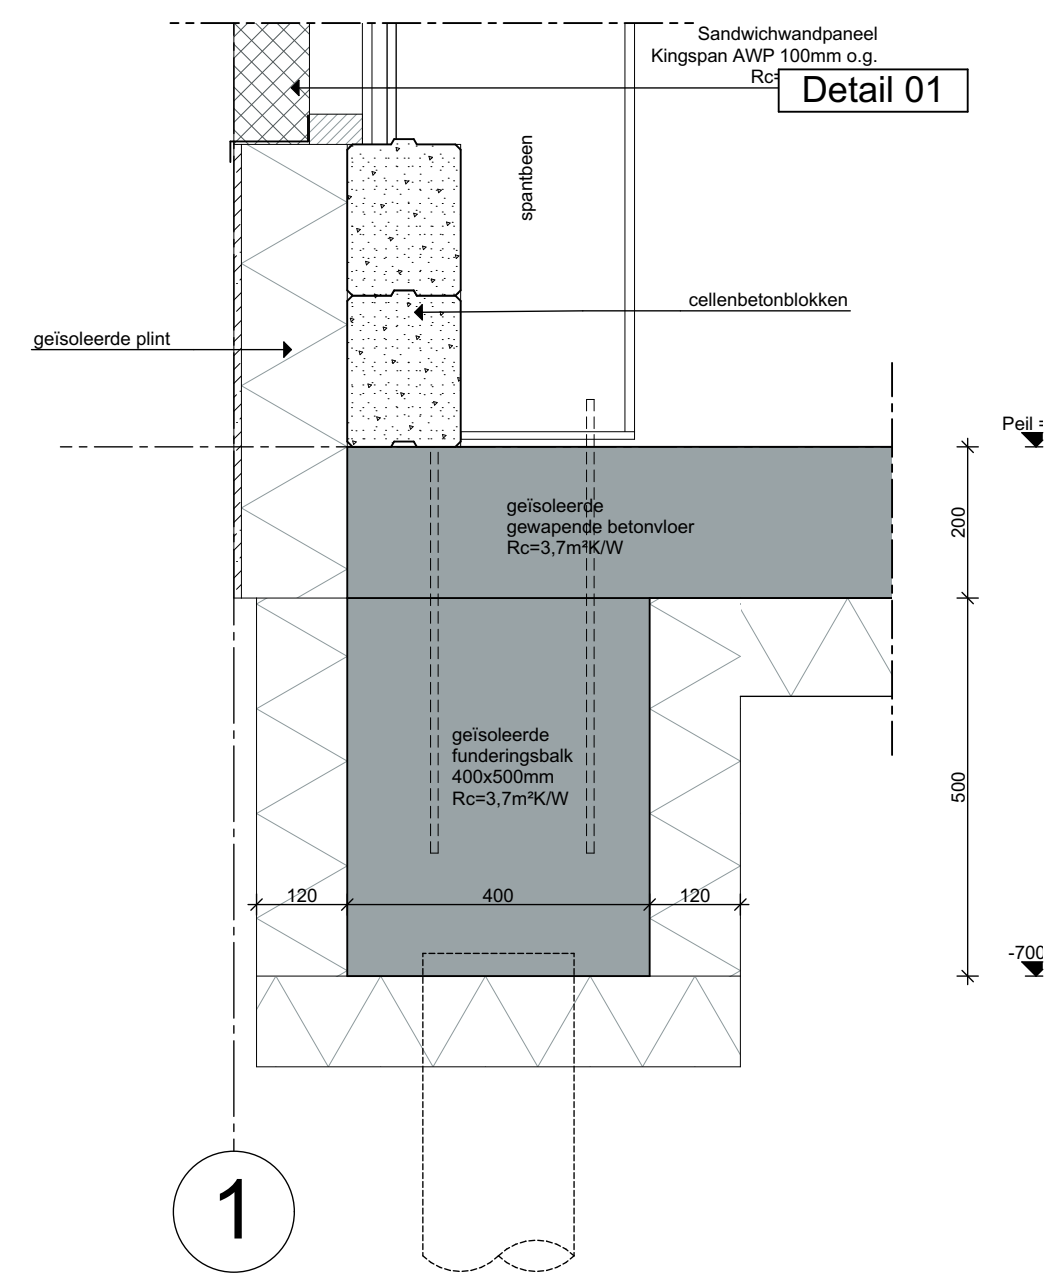 Sandwichwandpaneel
Kingspan AWP 100mm o.g.
Rc=
Detail 01
spantbeen
cellenbetonblokken
geïsoleerde plint
Peil =
geïsoleerde
gewapende betonvloer
Rc=3,7m²K/W
200
geïsoleerde
funderingsbalk
400x500mm
Rc=3,7m²K/W
500
120
400
120
-700
1